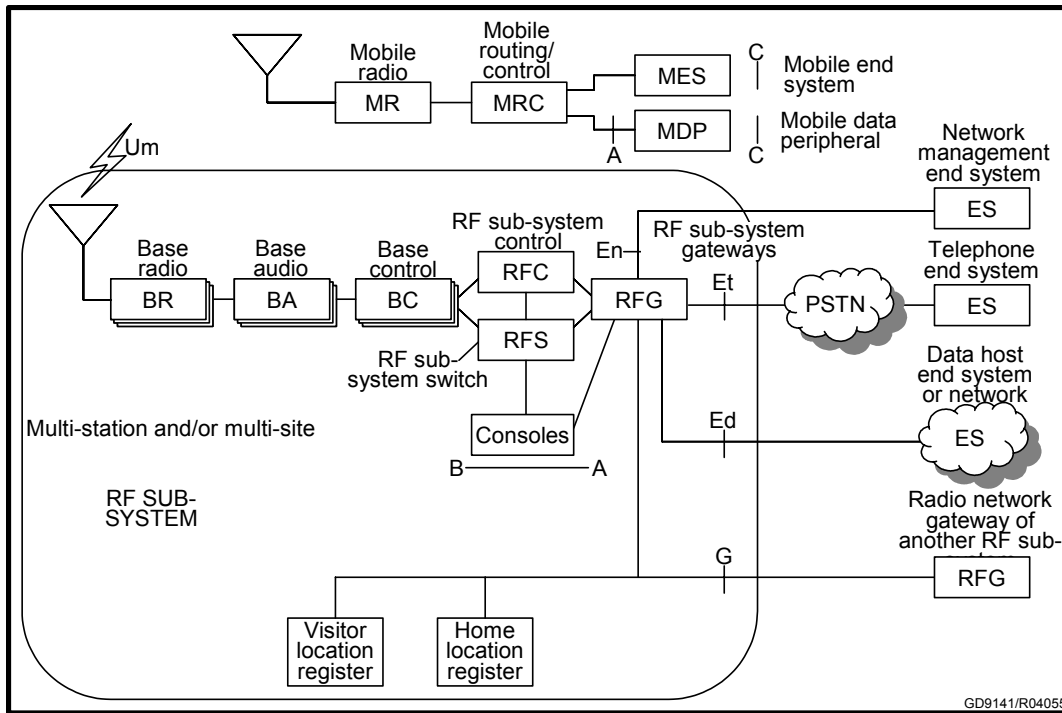 Mobile
radio
MR
Mobile
routing/
control
MRC
MES
MDP
A
C
Mobile end
system
Mobile data
peripheral
C
Um
Network
management
end system
ES
RF sub-system
control
RF sub-system
gateways
En
Base
radio
BR
Base
audio
BA
Base
control
BC
RFC
RFS
RFG
RF sub-
system switch
Et
PSTN
Telephone
end system
ES
Consoles
B
A
Ed
Data host
end system
or network
ES
Multi-station and/or multi-site
RF SUB-
SYSTEM
G
Radio network
gateway of
another RF sub-
RFG
Visitor
location
register
Home
location
register
GD9141/R04055